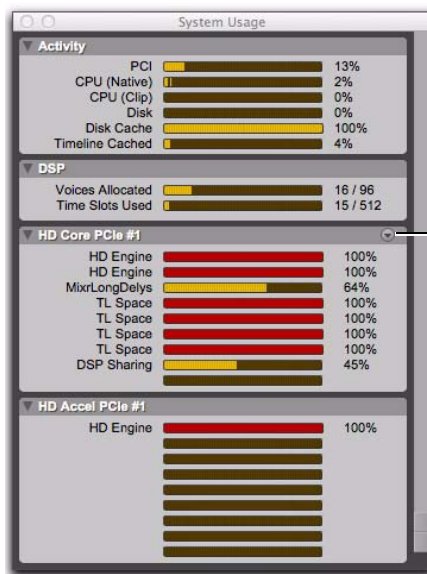 System Usage
Activity
PCI 13%
CPU (Native) 2%
CPU (Clip) 0%
Disk 0%
Disk Cache 100%
Timeline Cached 4%
DSP
Voices Allocated 16 / 96
Time Slots Used 15 / 512
HD Core PCIe #1
HD Engine 100%
HD Engine 100%
MixrLongDelys 64%
TL Space 100%
TL Space 100%
TL Space 100%
TL Space 100%
DSP Sharing 45%
HD Accel PCIe #1
HD Engine 100%